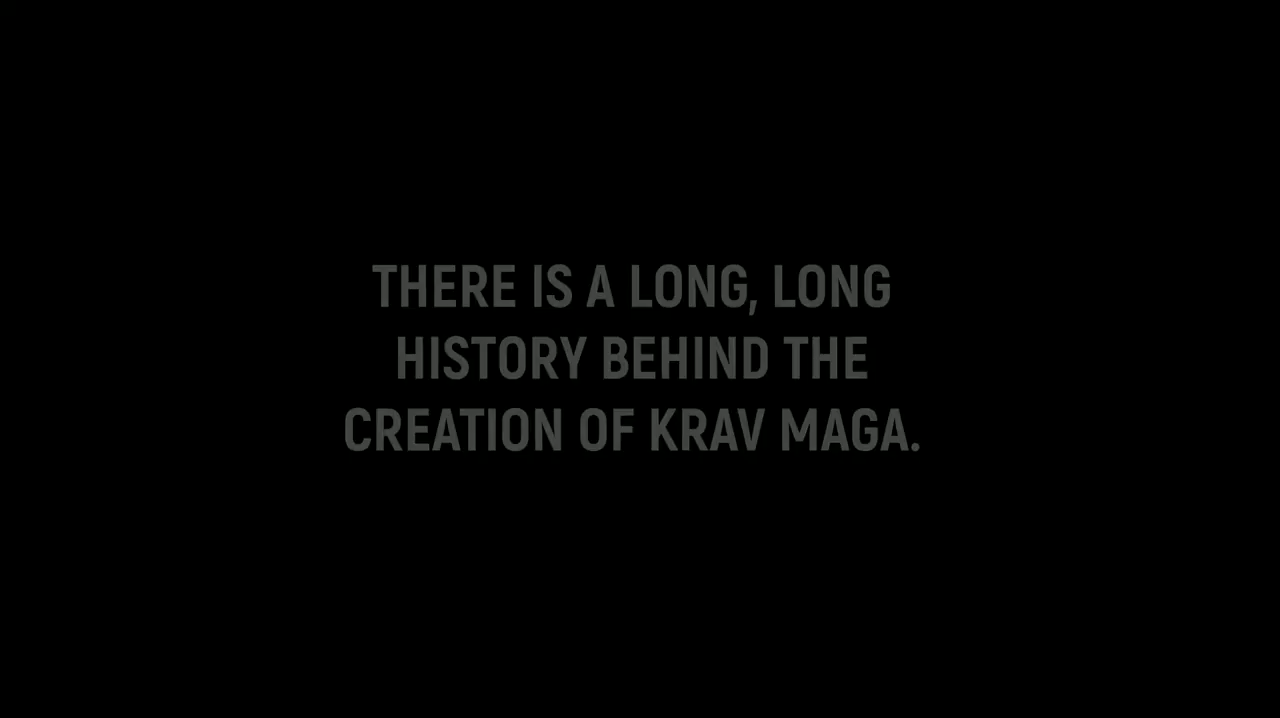 THERE IS A LONG, LONG
HISTORY BEHIND THE
CREATION OF KRAV MAGA.